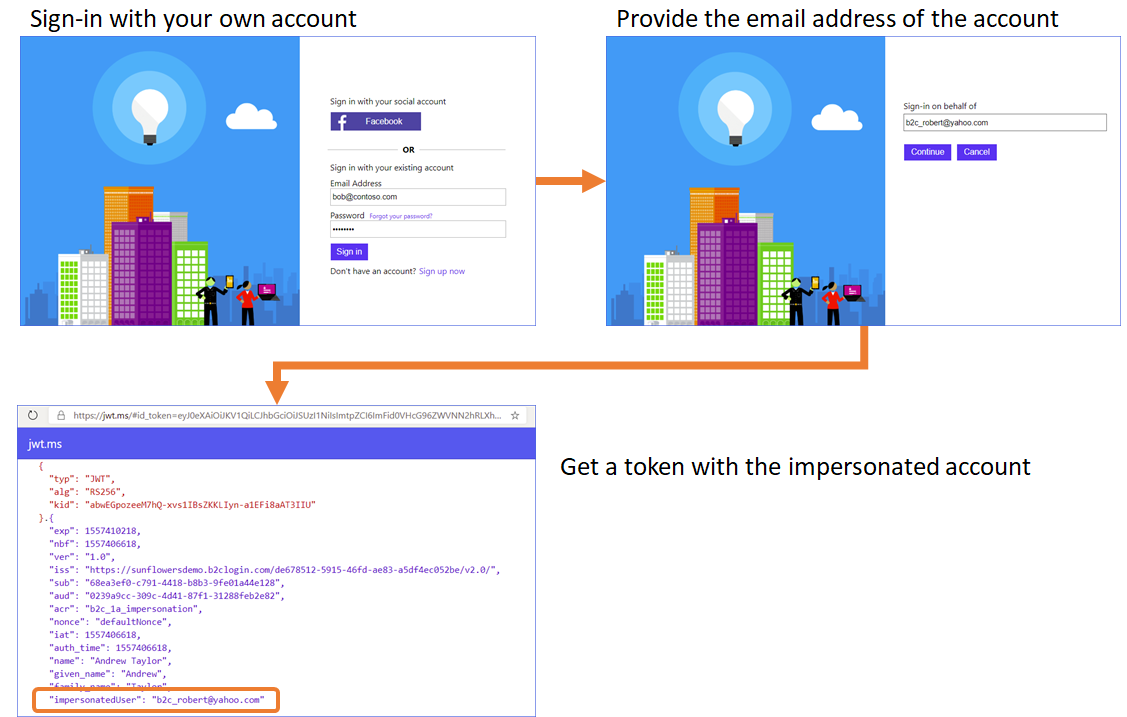 Sign-in with your own account
Provide the email address of the account
Sign in with your social account
f Facebook
OR
Sign in with your existing account
Email Address
bob@contoso.com
Password Forgot your password?
••••••••
Sign in
Don't have an account? Sign up now
Sign-in on behalf of
b2c_robert@yahoo.com
Continue Cancel
https://jwt.ms/#id_token=eyJ0eXAiOiJKV1QiLCJhbGciOiJSUzI1NiIsImtpZCI6ImFid0VHcG96ZWVNN2hRLXh...
jwt.ms
{
"typ": "JWT",
"alg": "RS256",
"kid": "abwEGpozeeM7hQ-xvs1IBsZKKLIyn-a1EFi8aAT3IIU"
}.{
"exp": 1557410218,
"nbf": 1557406618,
"ver": "1.0",
"iss": "https://sunflowersdemo.b2clogin.com/de678512-5915-46fd-ae83-a5df4ec052be/v2.0/",
"sub": "68ea3ef0-c791-4418-b8b3-9fe01a44e128",
"aud": "0239a9cc-309c-4d41-87f1-31288feb2e82",
"acr": "b2c_1a_impersonation",
"nonce": "defaultNonce",
"iat": 1557406618,
"auth_time": 1557406618,
"name": "Andrew Taylor",
"given_name": "Andrew",
"family_name": "Taylor",
"impersonatedUser": "b2c_robert@yahoo.com"
Get a token with the impersonated account